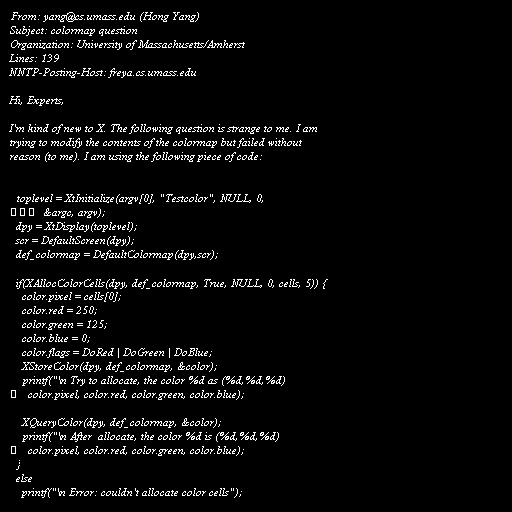 From: yang@cs.umass.edu (Hong Yang)
Subject: colormap question
Organization: University of Massachusetts/Amherst
Lines: 139
NNTP-Posting-Host: freya.cs.umass.edu

Hi, Experts,

I'm kind of new to X. The following question is strange to me. I am
trying to modify the contents of the colormap but failed without
reason (to me). I am using the following piece of code:

toplevel = XtInitialize(argv[0], "Testcolor", NULL, 0,
&argc, argv);
dpy = XtDisplay(toplevel);
scr = DefaultScreen(dpy);
def_colormap = DefaultColormap(dpy,scr);

if(XAllocColorCells(dpy, def_colormap, True, NULL, 0, cells, 5)) {
color.pixel = cells[0];
color.red = 250;
color.green = 125;
color.blue = 0;
color.flags = DoRed | DoGreen | DoBlue;
XStoreColor(dpy, def_colormap, &color);
printf("\n Try to allocate, the color %d as (%d,%d,%d)
color.pixel, color.red, color.green, color.blue);

XQueryColor(dpy, def_colormap, &color);
printf("\n After  allocate, the color %d is (%d,%d,%d)
color.pixel, color.red, color.green, color.blue);
}
else
printf("\n Error: couldn't allocate color cells");